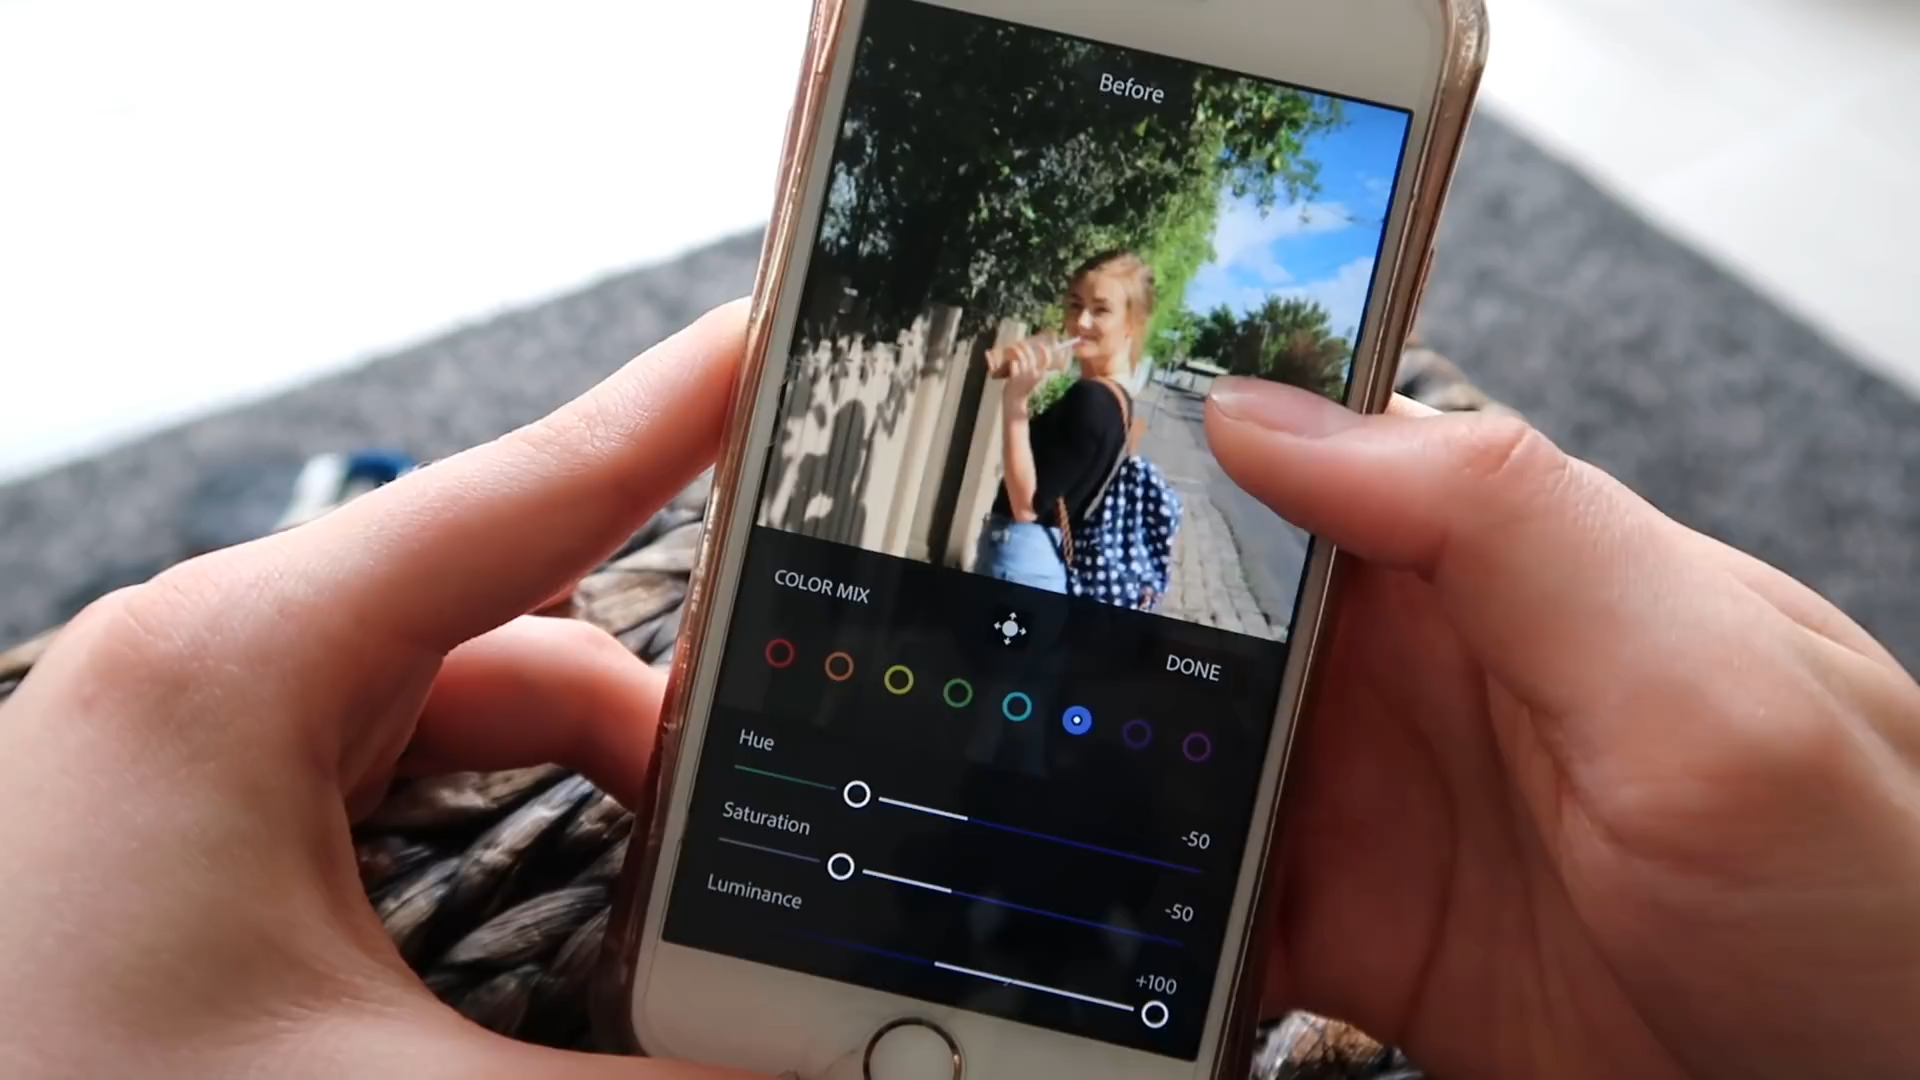 Before
COLOR MIX
DONE
Hue
-50
Saturation
-50
Luminance
+100